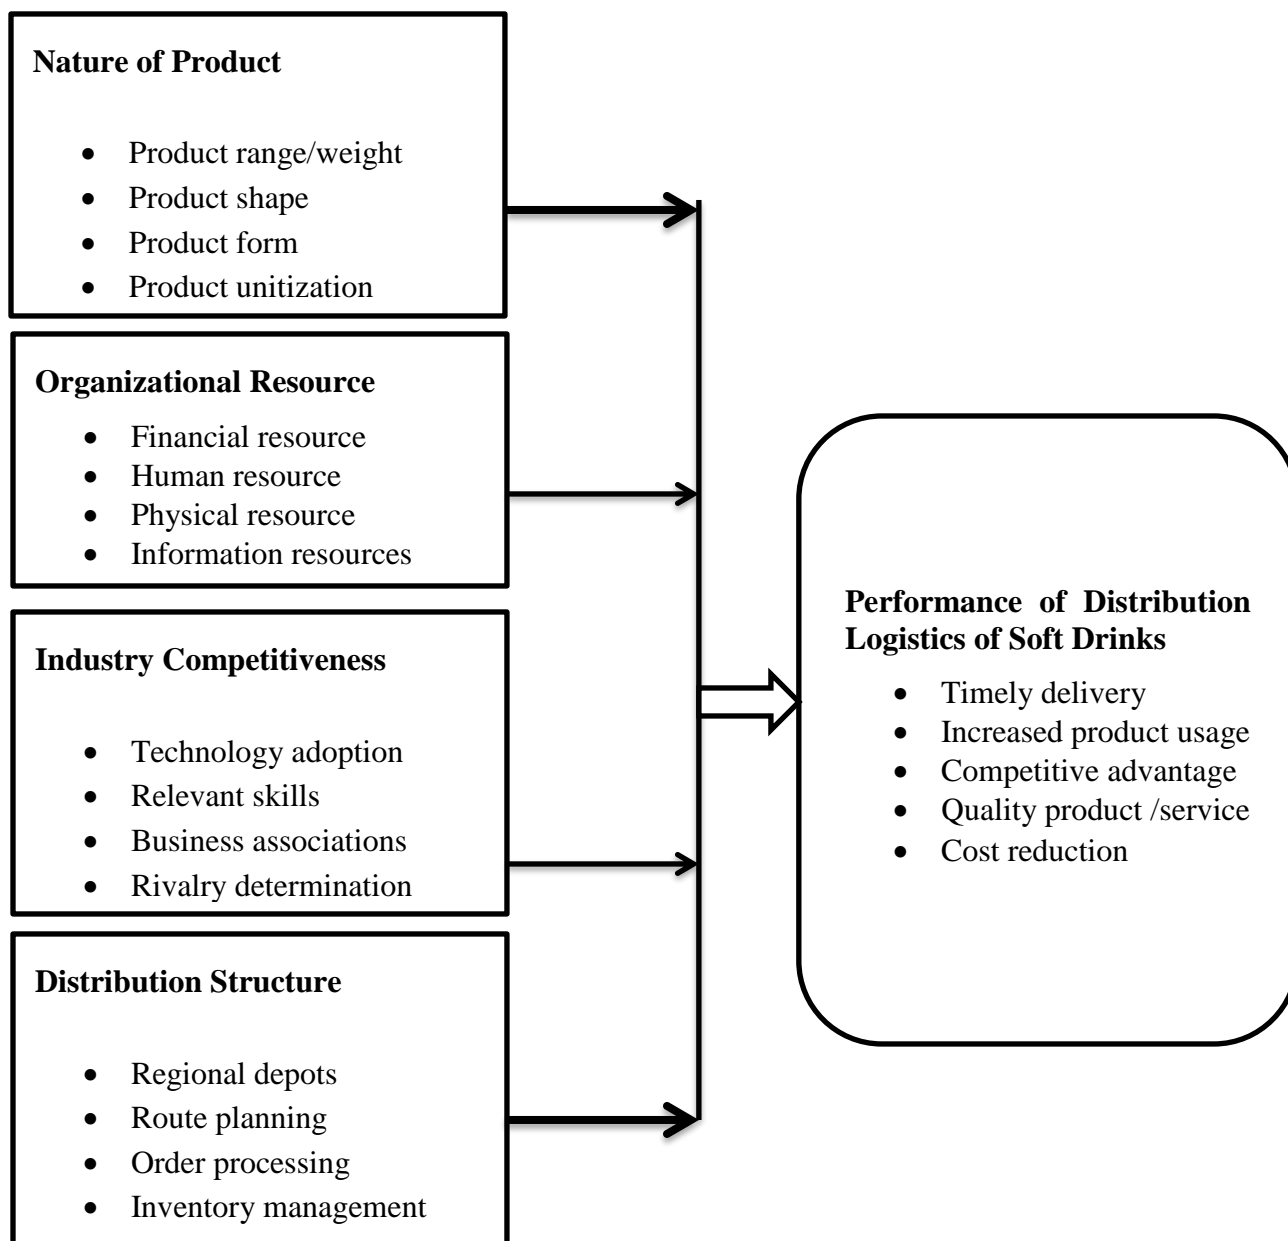 Nature of Product
• Product range/weight
• Product shape
• Product form
• Product unitization
Organizational Resource
• Financial resource
• Human resource
• Physical resource
• Information resources
Industry Competitiveness
• Technology adoption
• Relevant skills
• Business associations
• Rivalry determination
Distribution Structure
• Regional depots
• Route planning
• Order processing
• Inventory management
Performance of Distribution
Logistics of Soft Drinks
• Timely delivery
• Increased product usage
• Competitive advantage
• Quality product /service
• Cost reduction